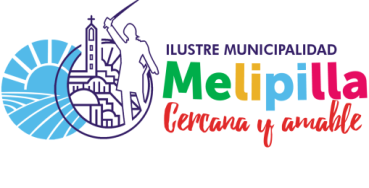 ILUSTRE MUNICIPALIDAD
Melipilla
Cercana y amable